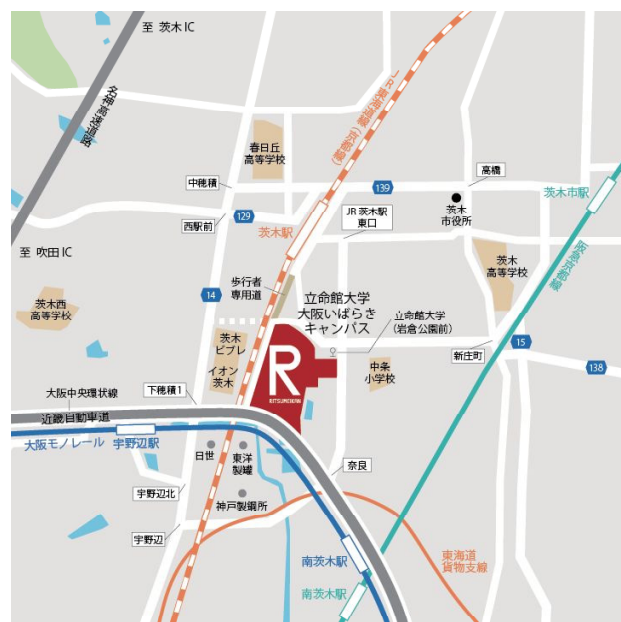 至 茨木 IC
名神高速道路
JR東海道線(京都線)
春日丘
高等学校
中穂積
高橋
139
茨木市駅
茨木
市役所
西駅前
129
茨木駅
JR 茨木駅
東口
至 吹田 IC
阪急京都線
茨木
高等学校
歩行者
専用道
14
立命館大学
大阪いばらき
キャンパス
茨木西
高等学校
立命館大学
(岩倉公園前)
茨木
ビブレ
イオン
茨木
R
RITSUMEIKAN
15
新庄町
138
中条
小学校
大阪中央環状線
下穂積1
近畿自動車道
大阪モノレール
宇野辺駅
日世
東洋
製罐
奈良
宇野辺北
神戸製鋼所
宇野辺
南茨木駅
東海道
貨物支線
南茨木駅